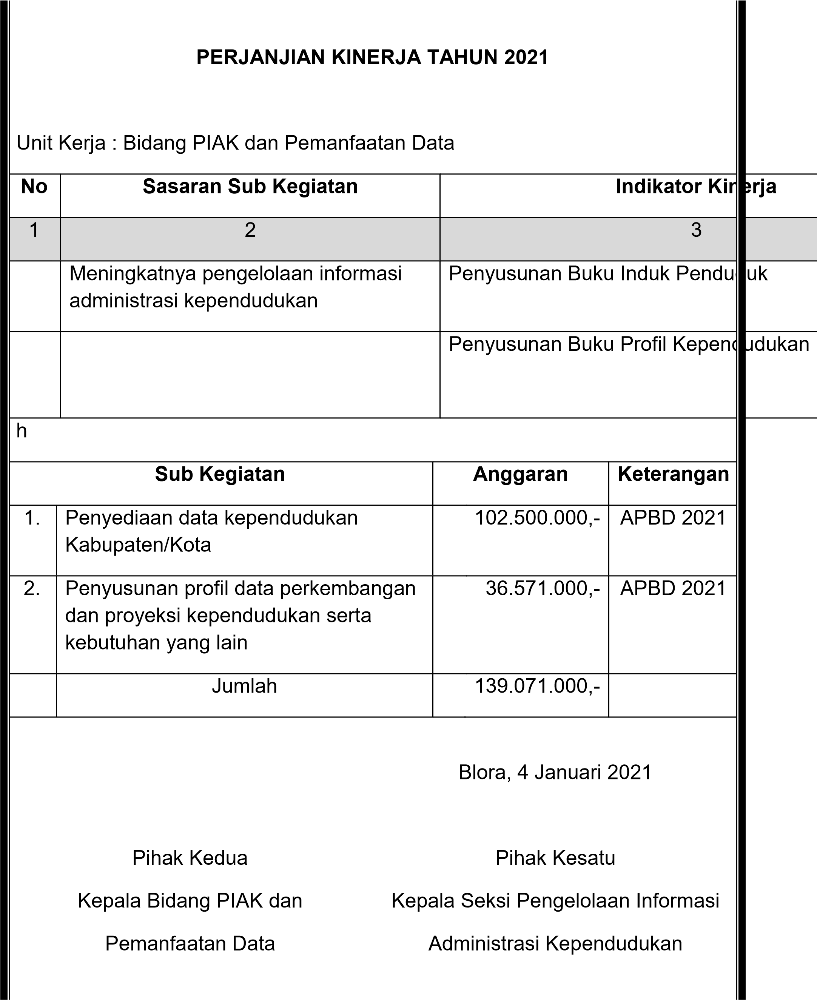 PERJANJIAN KINERJA TAHUN 2021
Unit Kerja : Bidang PIAK dan Pemanfaatan Data
No Sasaran Sub Kegiatan Indikator Kinerja
1 2 3
Meningkatnya pengelolaan informasi Penyusunan Buku Induk Penduduk
administrasi kependudukan
Penyusunan Buku Profil Kependudukan
h
Sub Kegiatan Anggaran Keterangan
1. Penyediaan data kependudukan 102.500.000,- APBD 2021
Kabupaten/Kota
2. Penyusunan profil data perkembangan 36.571.000,- APBD 2021
dan proyeksi kependudukan serta
kebutuhan yang lain
Jumlah 139.071.000,-
Blora, 4 Januari 2021
Pihak Kedua Pihak Kesatu
Kepala Bidang PIAK dan Kepala Seksi Pengelolaan Informasi
Pemanfaatan Data Administrasi Kependudukan